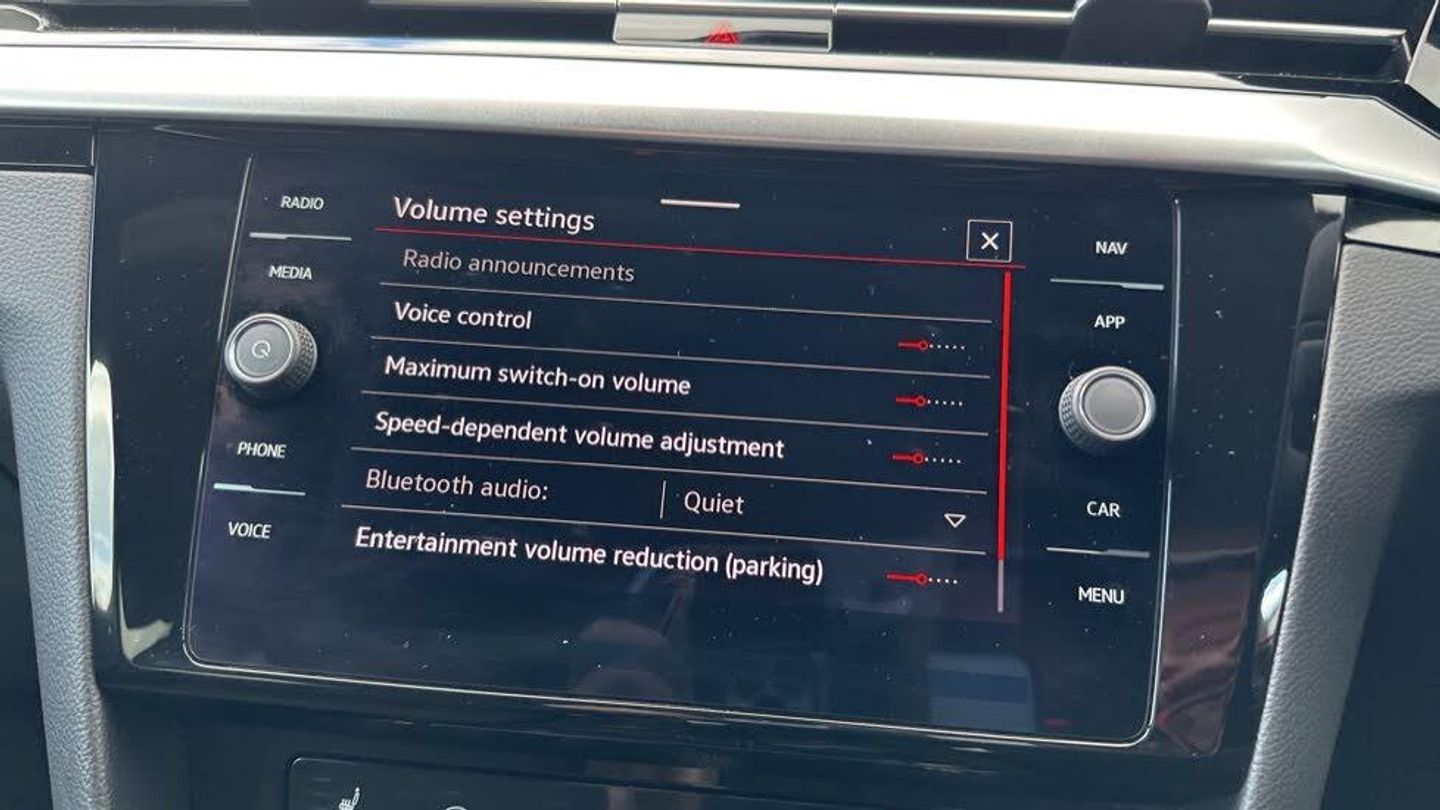 RADIO
MEDIA
PHONE
VOICE
Volume settings
Radio announcements
Voice control
Maximum switch-on volume
Speed-dependent volume adjustment
Bluetooth audio: Quiet
Entertainment volume reduction (parking)
NAV
APP
CAR
MENU